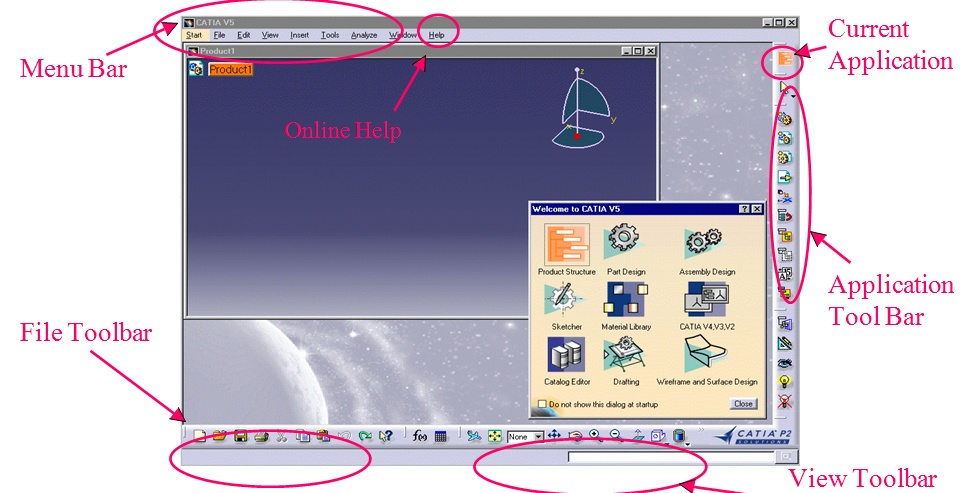 CATIA V5
Start File Edit View Insert Tools Analyze Window Help
Current
Application
Menu Bar
Product1
Product1
z
y
x
Online Help
Welcome to CATIA V5
Product Structure Part Design Assembly Design
Sketcher Material Library CATIA V4,V3,V2
Catalog Editor Drafting Wireframe and Surface Design
Do not show this dialog at startup Close
Application
Tool Bar
File Toolbar
f(x) None
CATIA P2
SOLUTIONS
View Toolbar